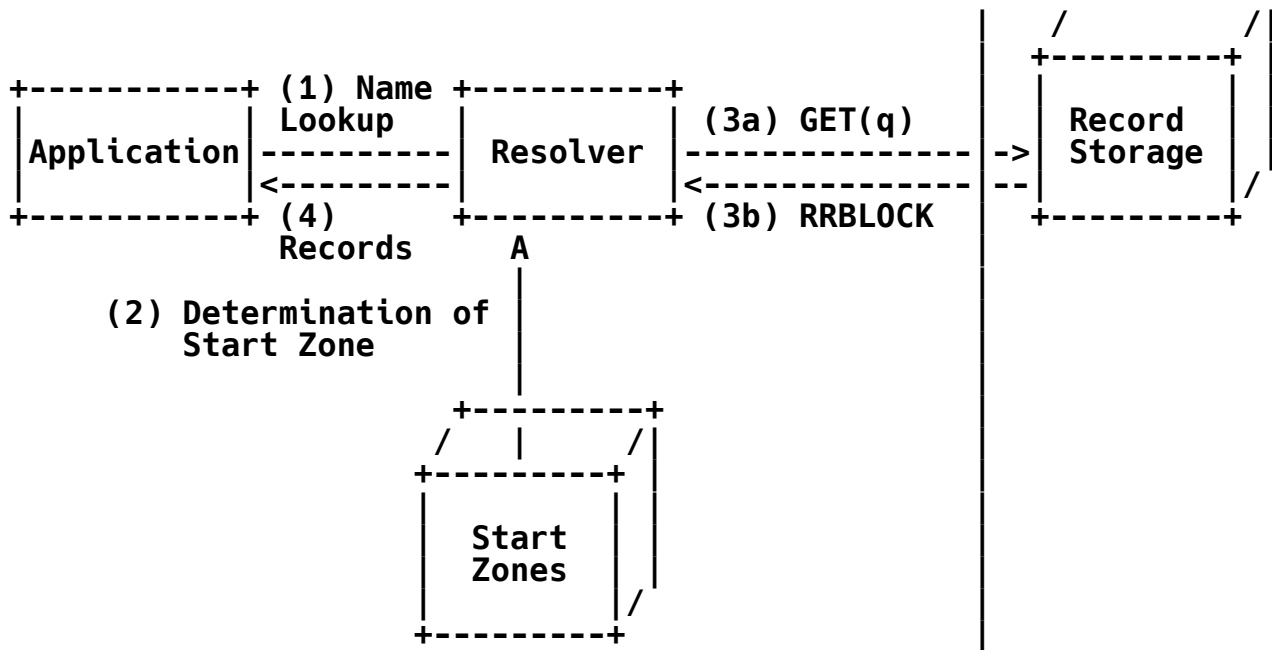 (1) Name
Lookup
(3a) GET(q)
Record
Application
Resolver
Storage
(4)
(3b) RRBLOCK
Records
A
(2) Determination of
Start Zone
Start
Zones